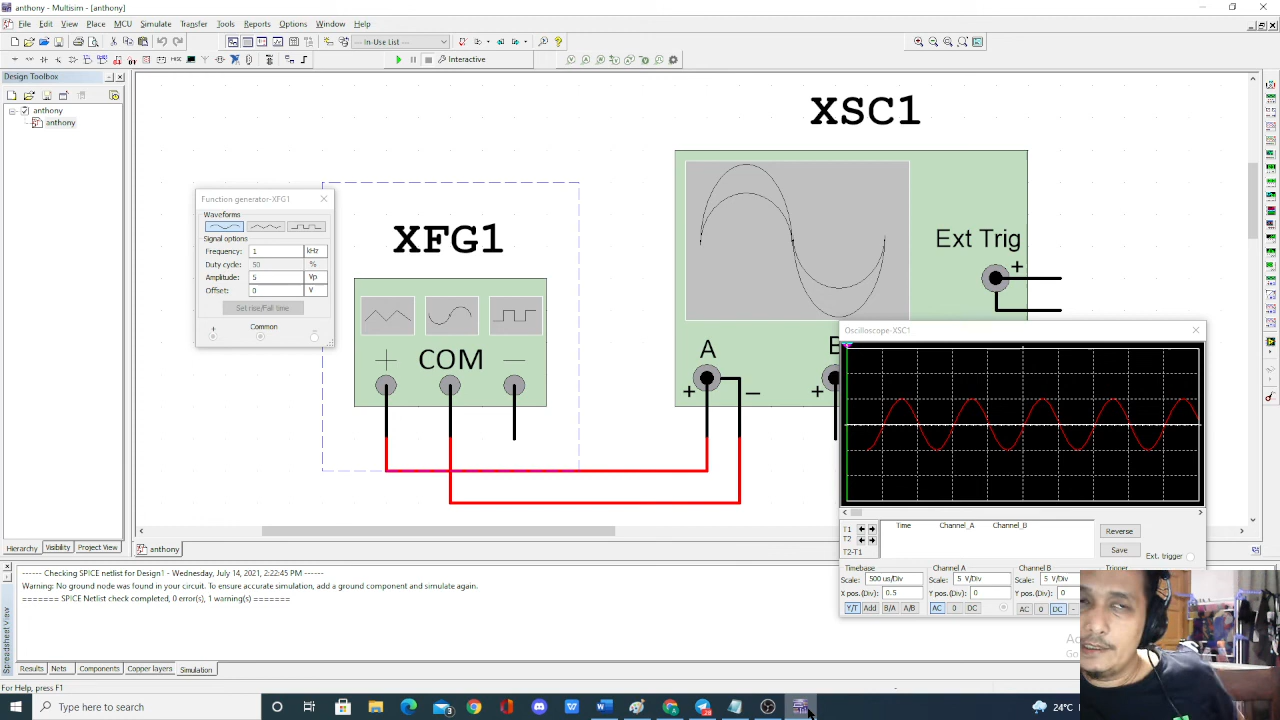 anthony - Multisim - [anthony]
File Edit View Place MCU Simulate Transfer Tools Reports Options Window Help
In-Use List
Interactive
Design Toolbox
anthony
anthony
XSC1
Function generator-XFG1
Waveforms
Signal options
Frequency: 1 kHz
Duty cycle: 50 %
Amplitude: 5 Vp
Offset: 0 V
Set rise/Fall time
+ Common -
XFG1
+ COM -
Ext Trig
+
A
+ -
B
+
Oscilloscope-XSC1
T1
T2
T2-T1
Time Channel_A Channel_B
Reverse
Save
Ext. trigger
Timebase
Scale: 500 us/Div
X pos.(Div): 0.5
Y/T Add B/A A/B
Channel A
Scale: 5 V/Div
Y pos.(Div): 0
AC 0 DC
Channel B
Scale: 5 V/Div
Y pos.(Div): 0
AC 0 DC -
Trigger
Hierarchy Visibility Project View
anthony
Spreadsheet View
------ Checking SPICE netlist for Design1 - Wednesday, July 14, 2021, 2:22:45 PM ------
Warning: No ground node was found in your circuit. To ensure accurate simulation, add a ground component and simulate again.
======= SPICE Netlist check completed, 0 error(s), 1 warning(s) =======
Results Nets Components Copper layers Simulation
For Help, press F1
Type here to search
24°C